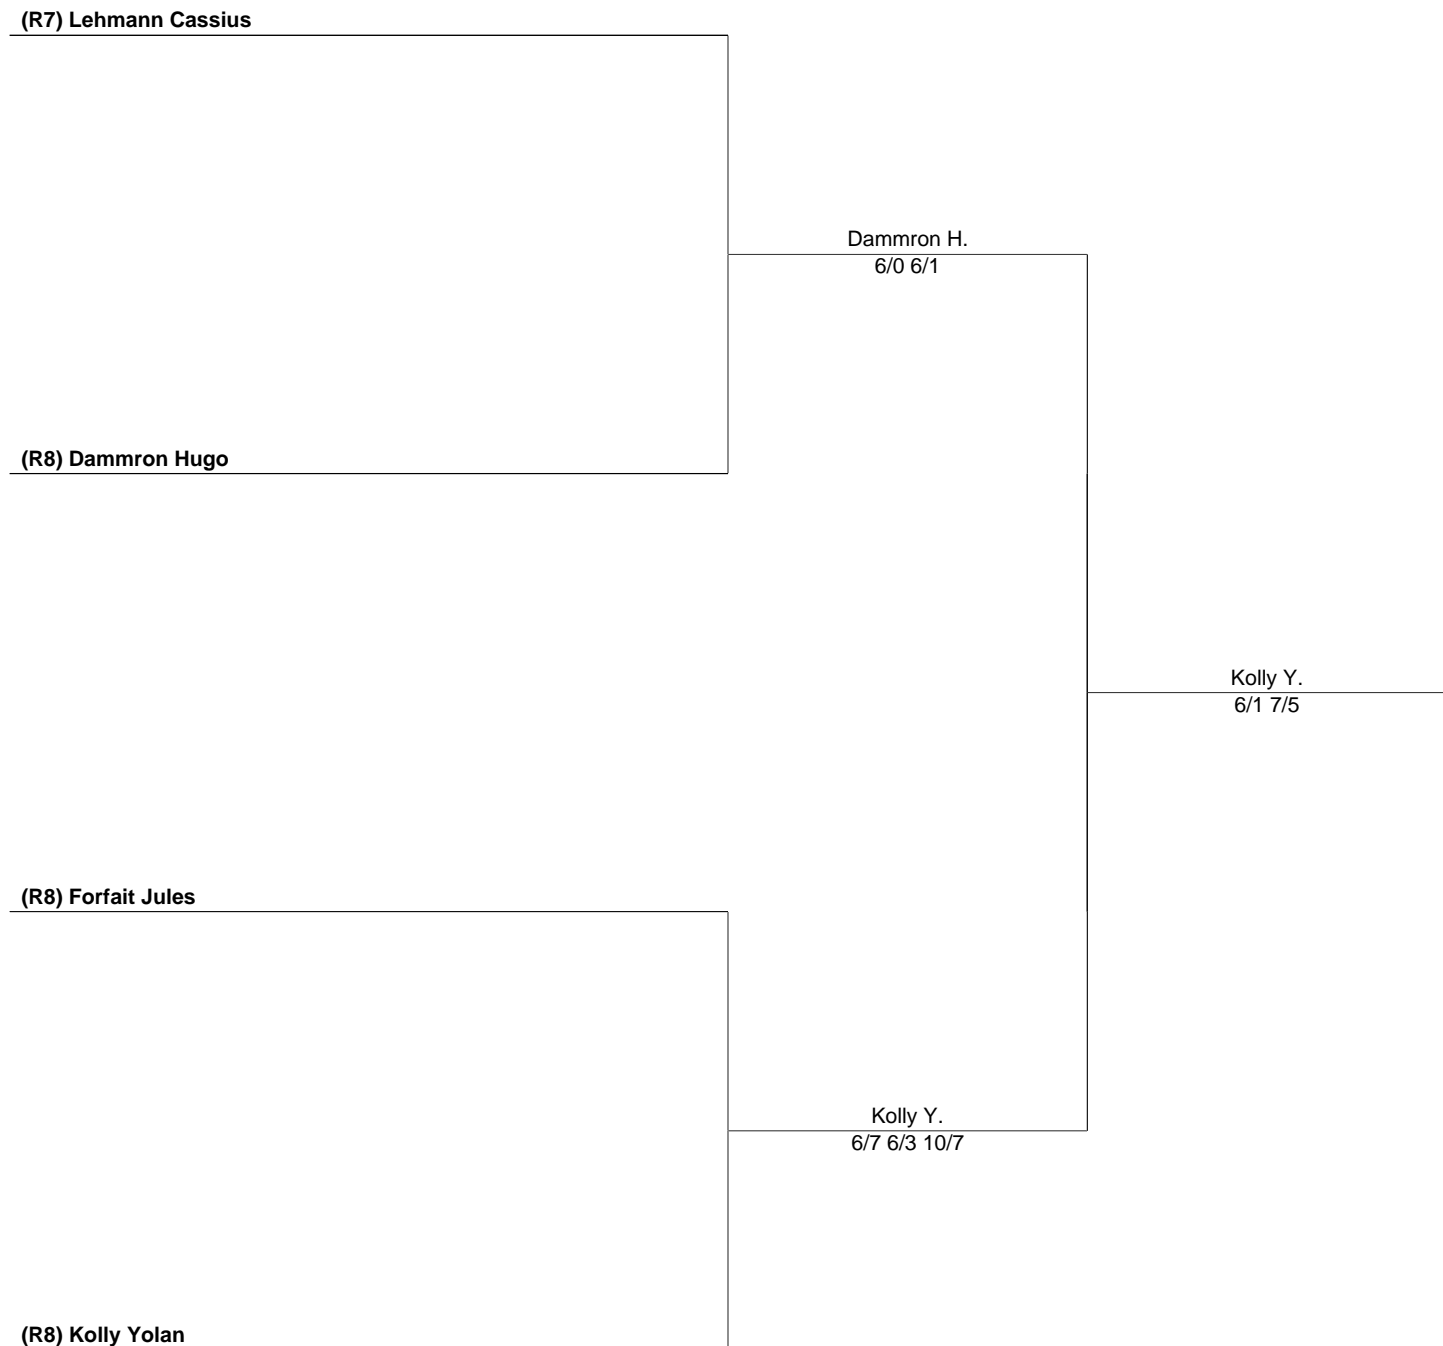 (R7) Lehmann Cassius
Dammron H.
6/0 6/1
(R8) Dammron Hugo
Kolly Y.
6/1 7/5
(R8) Forfait Jules
Kolly Y.
6/7 6/3 10/7
(R8) Kolly Yolan